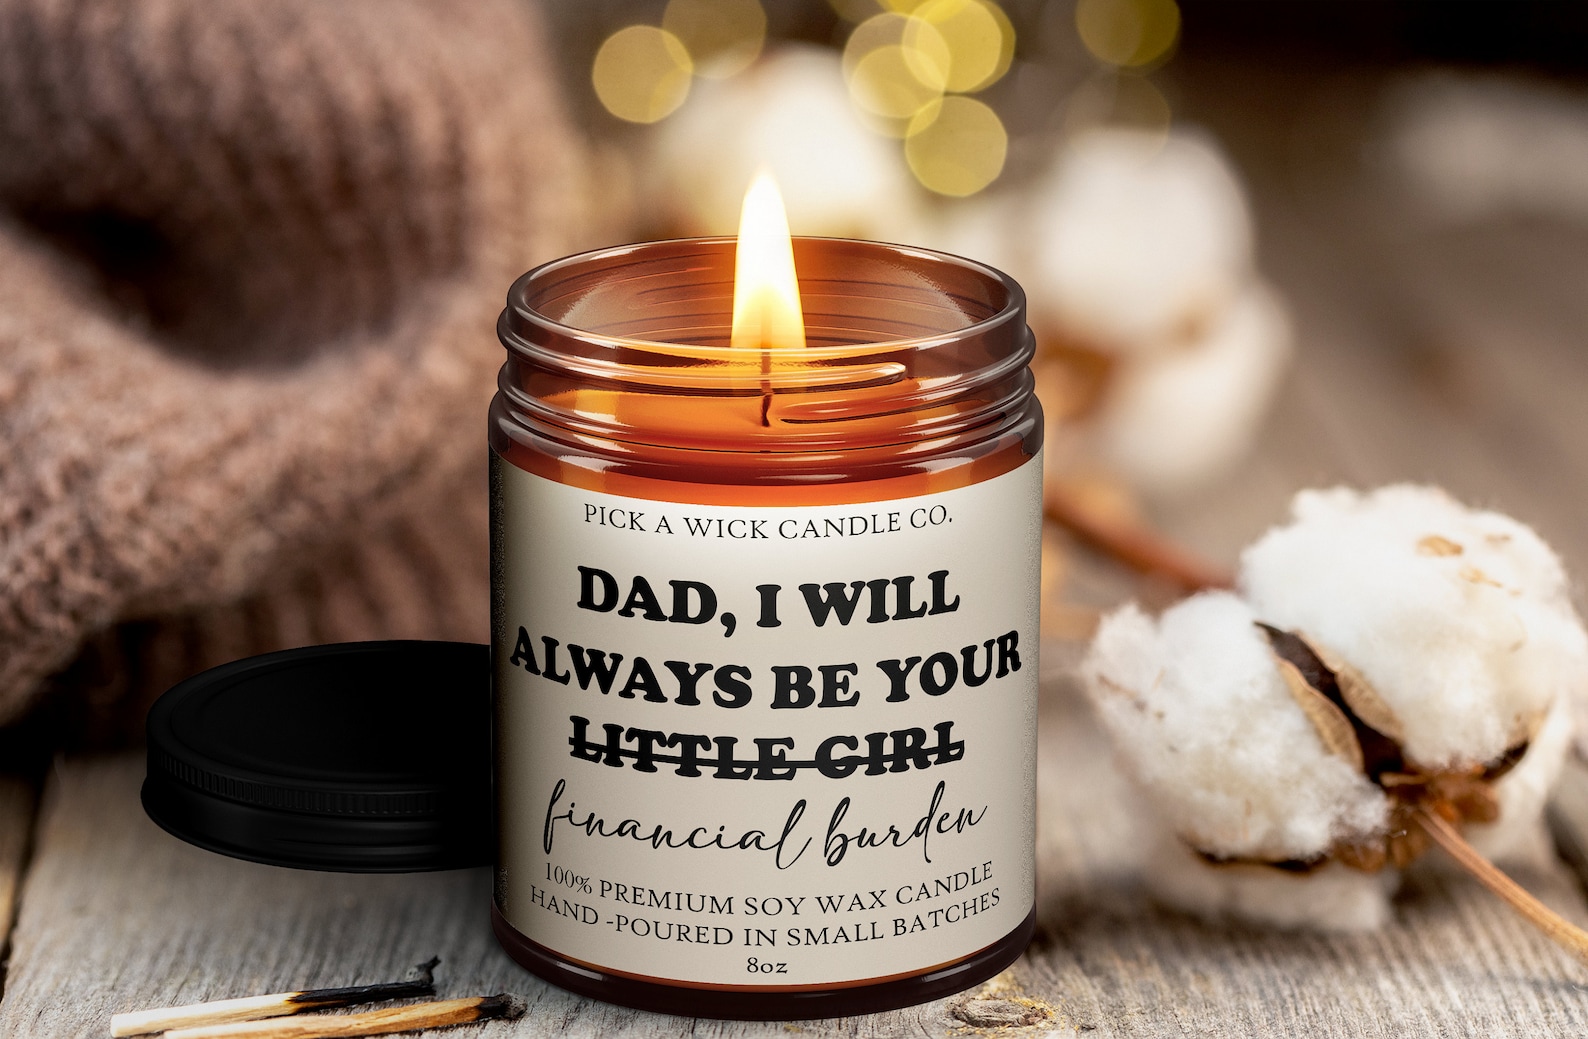 PICK A WICK CANDLE CO.
DAD, I WILL
ALWAYS BE YOUR
LITTLE GIRL
financial burden
100% PREMIUM SOY WAX CANDLE
HAND -POURED IN SMALL BATCHES
8oz